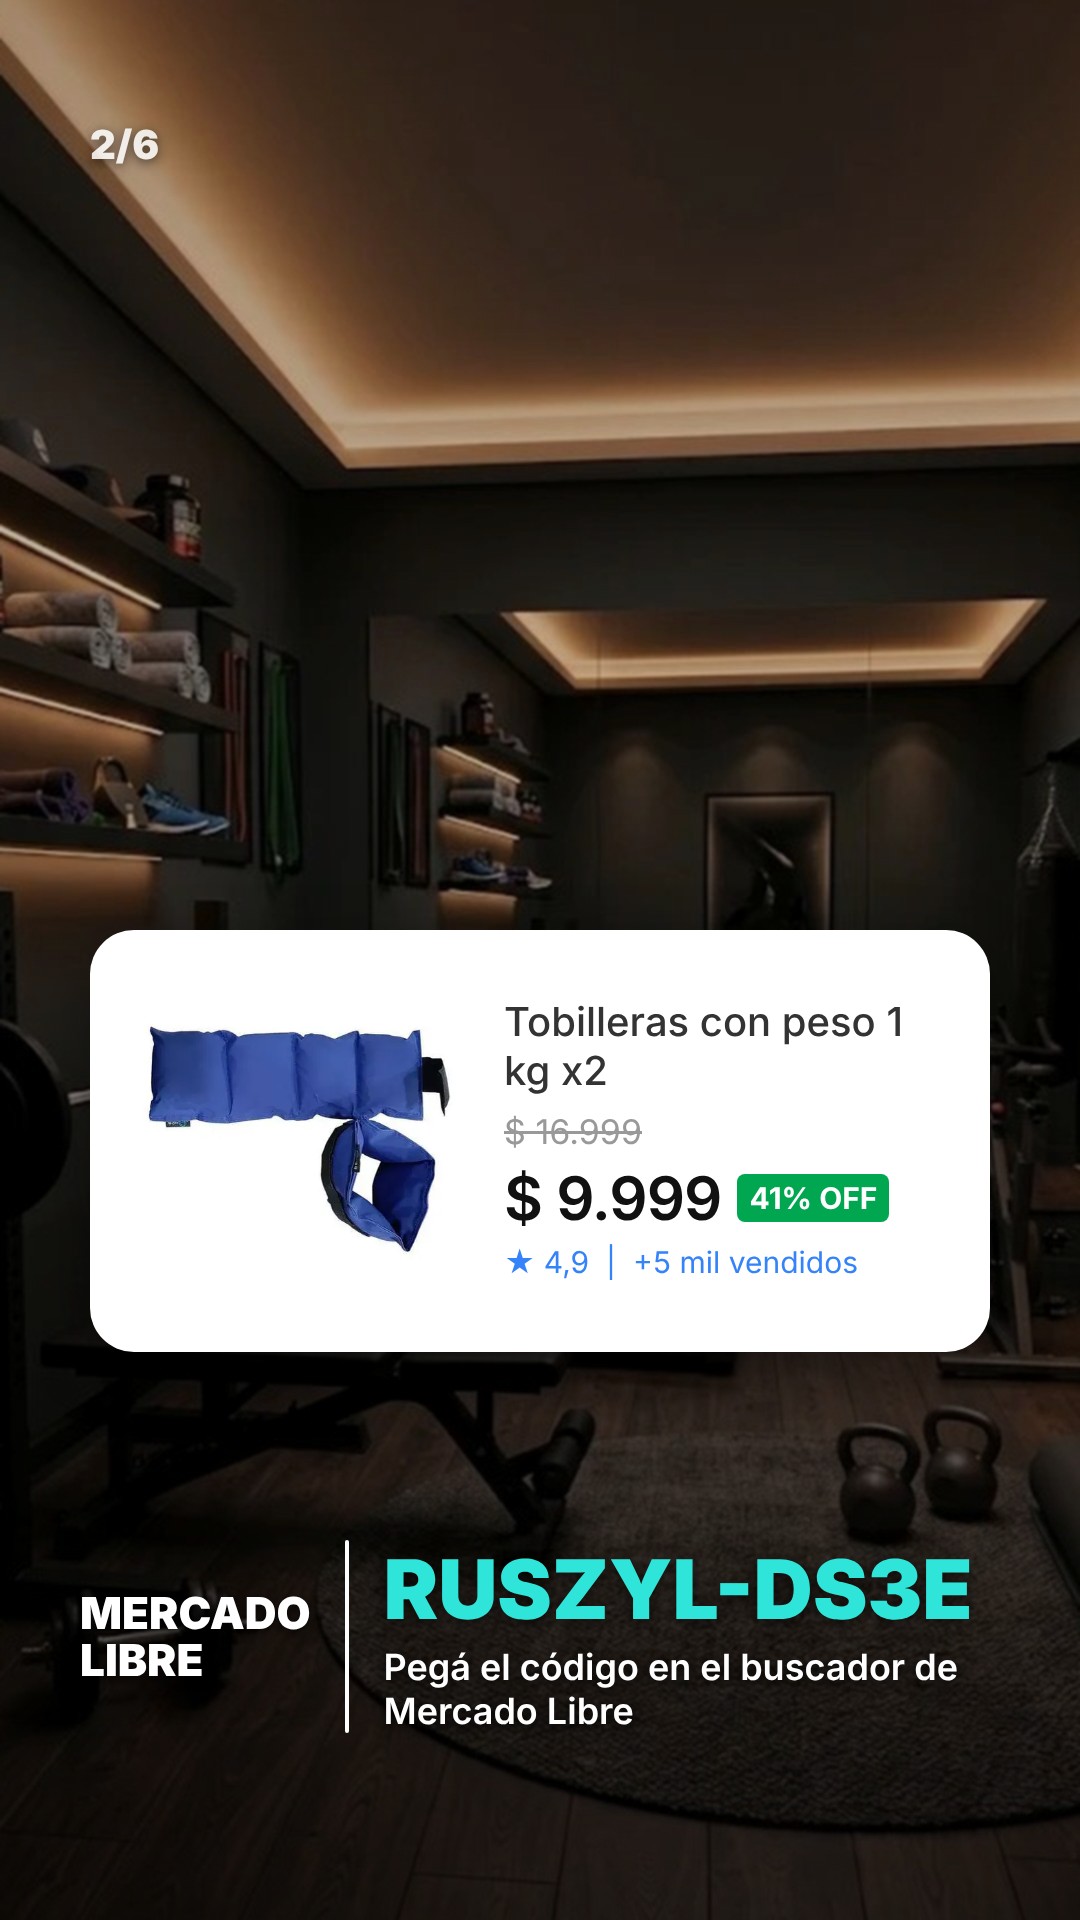 2/6
Tobilleras con peso 1
kg x2
$ 16.999
$ 9.999 41% OFF
★ 4,9 | +5 mil vendidos
MERCADO
LIBRE
RUSZYL-DS3E
Pegá el código en el buscador de
Mercado Libre